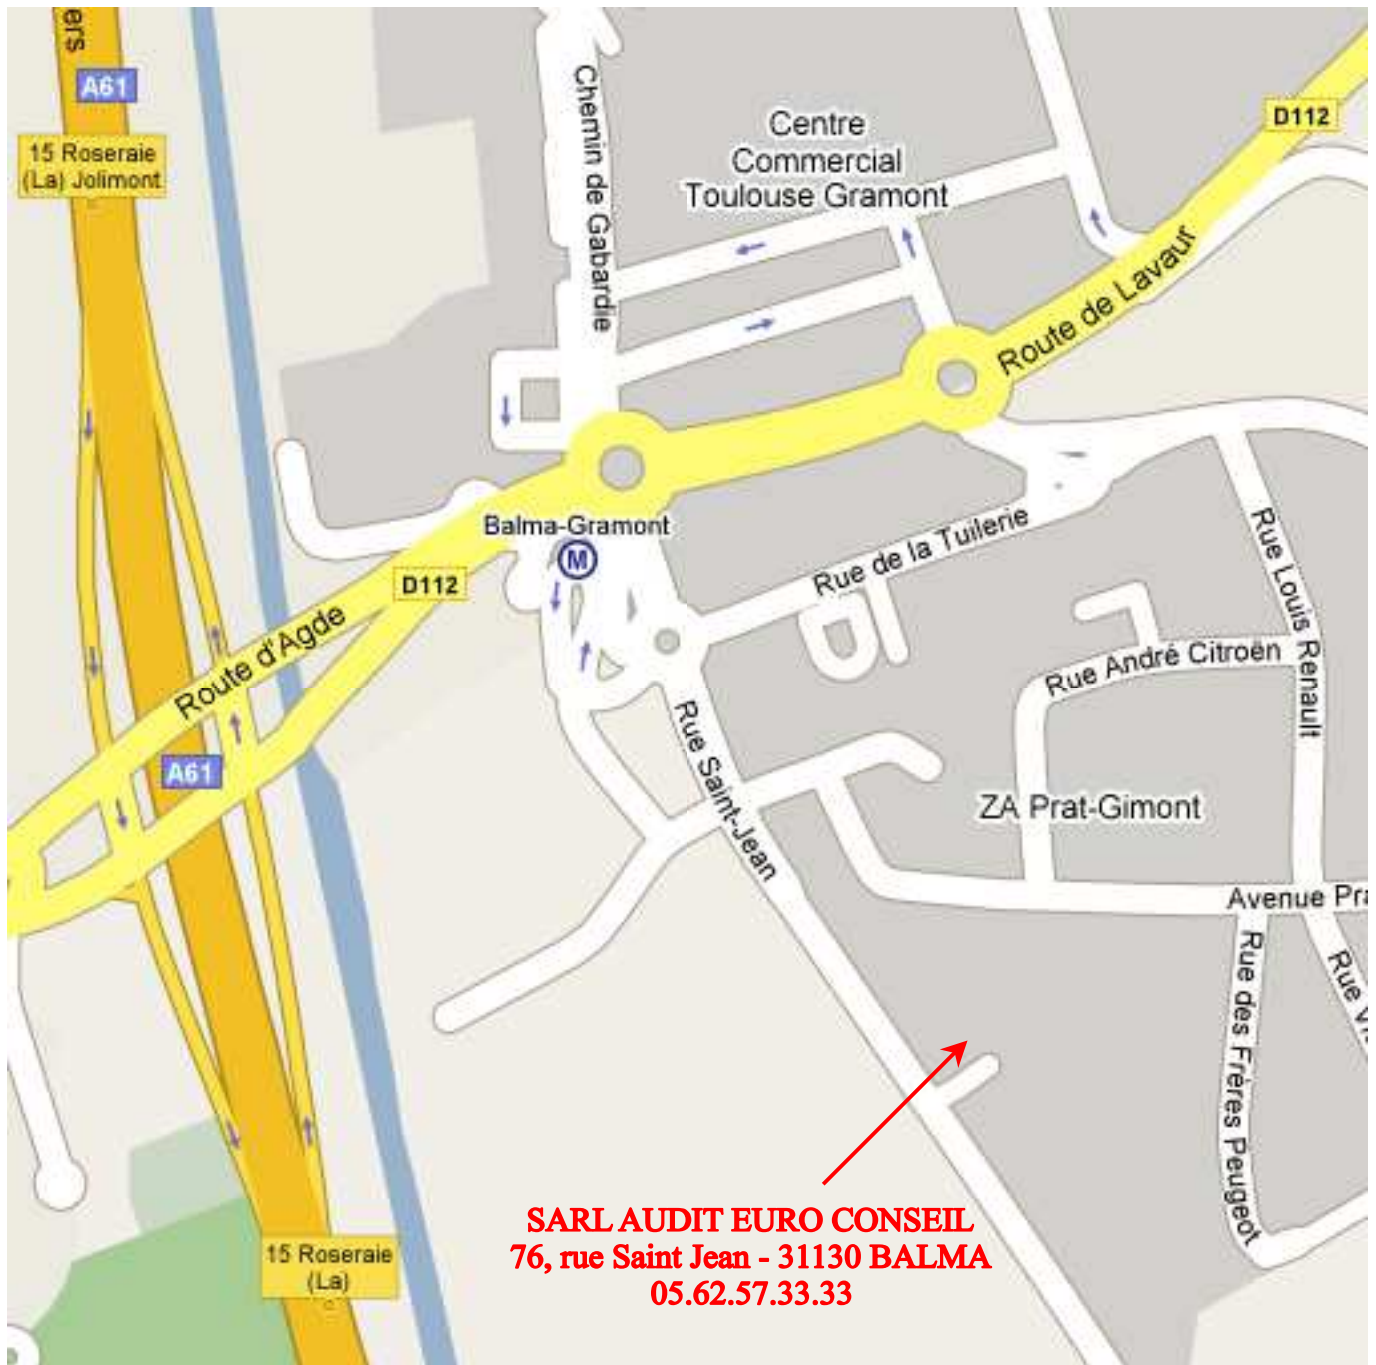 ers
A61
15 Roseraie
(La) Jolimont
Chemin de Gabardie
Centre
Commercial
Toulouse Gramont
D112
Route de Lavaur
Balma-Gramont
M
D112
Route d'Agde
A61
Rue de la Tuilerie
Rue Louis Renault
Rue André Citroën
Rue Saint-Jean
ZA Prat-Gimont
Avenue Pra
Rue des Frères Peugeot
Rue Vi
15 Roseraie
(La)
SARL AUDIT EURO CONSEIL
76, rue Saint Jean - 31130 BALMA
05.62.57.33.33